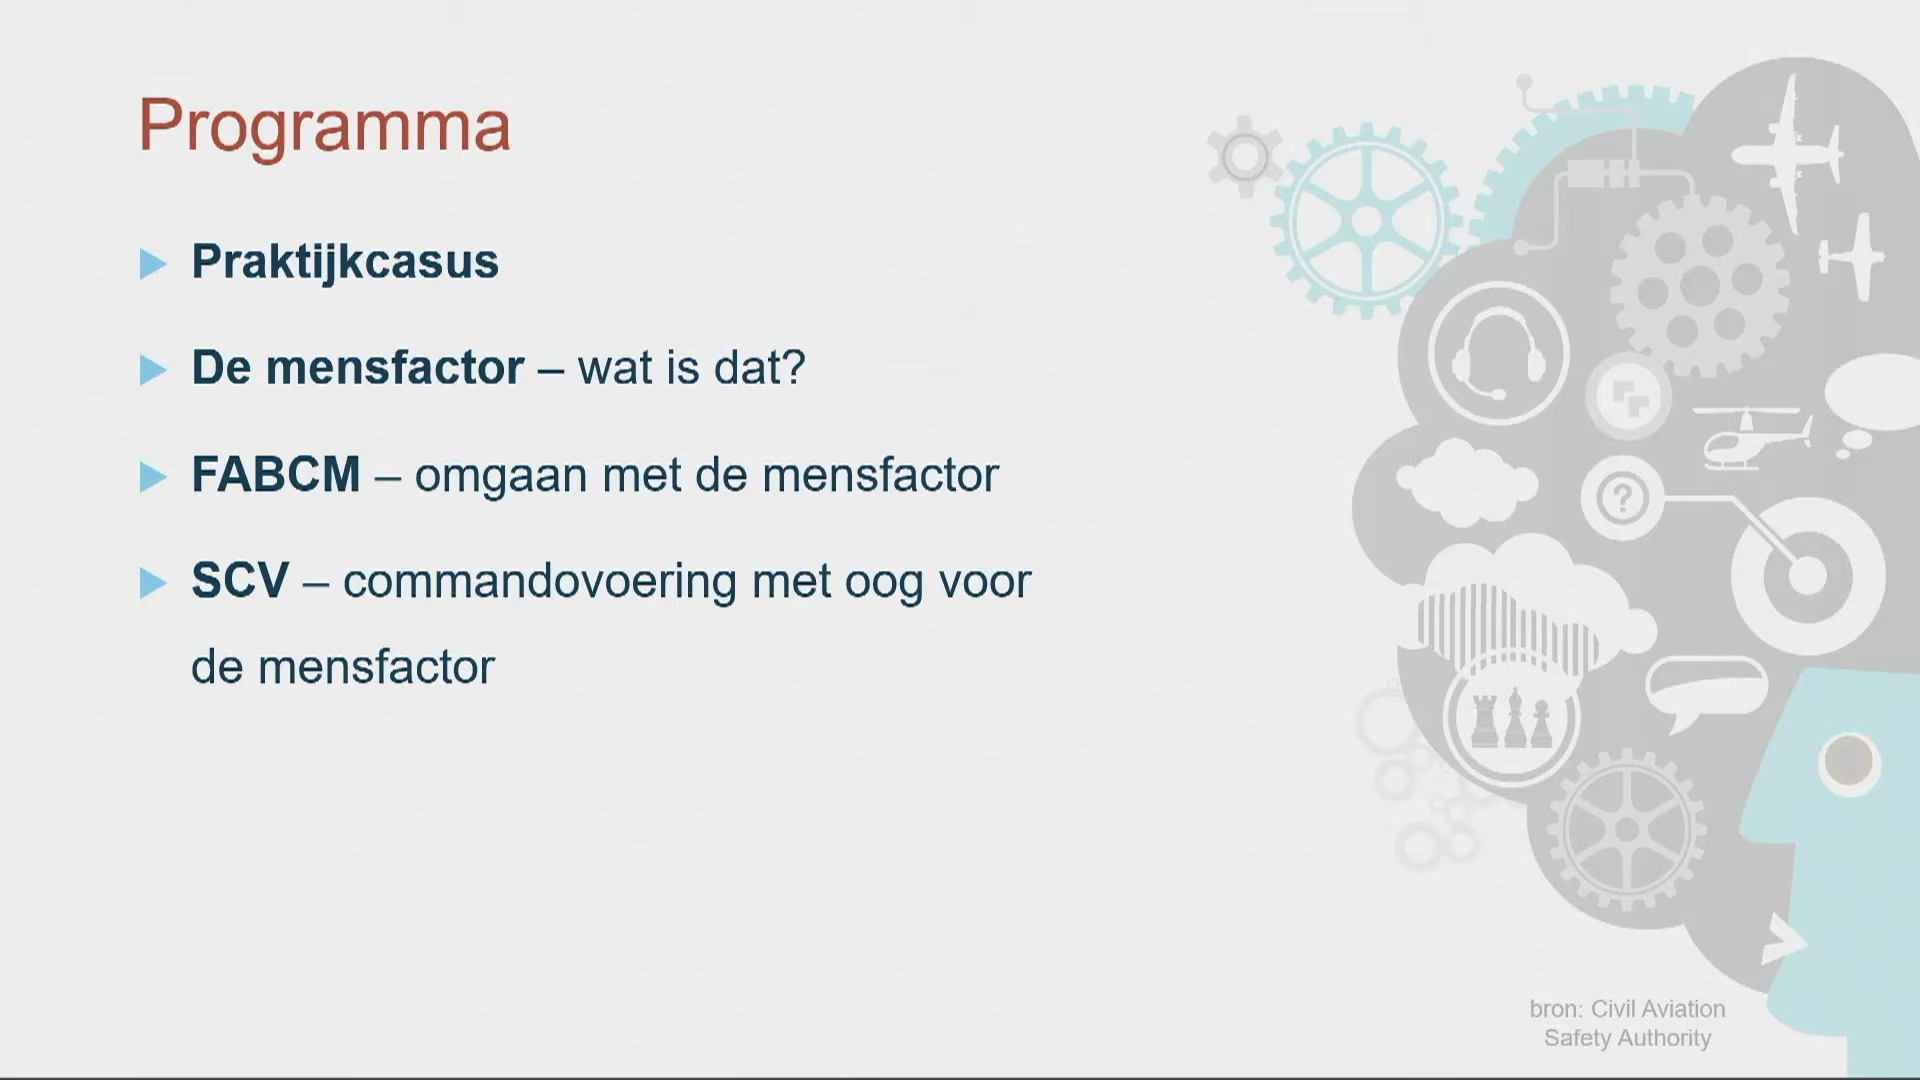 Programma
Praktijkcasus
De mensfactor – wat is dat?
FABCM – omgaan met de mensfactor
SCV – commandovoering met oog voor
de mensfactor
?
bron: Civil Aviation
Safety Authority